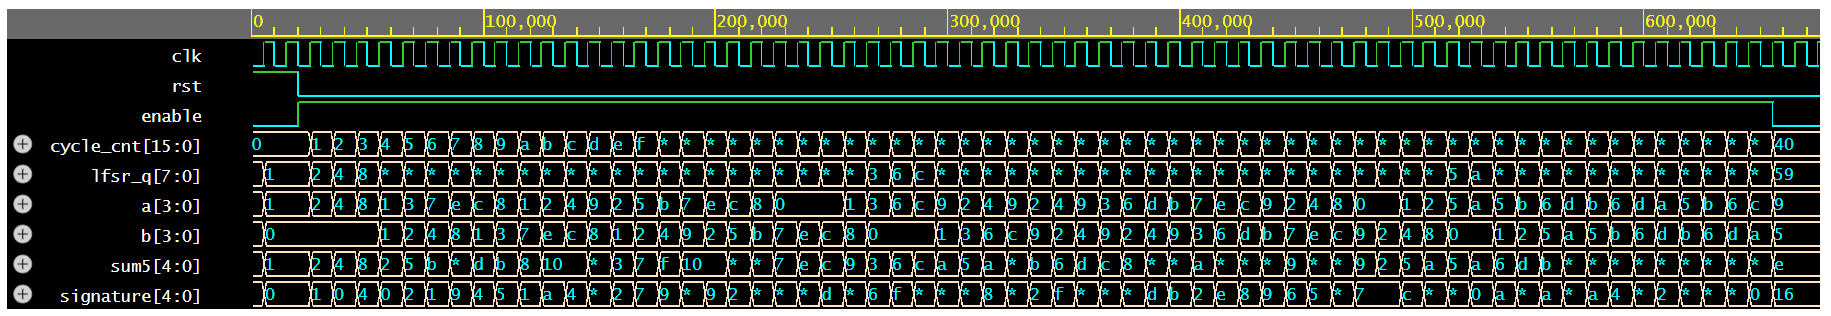 0 100,000 200,000 300,000 400,000 500,000 600,000
clk
rst
enable
cycle_cnt[15:0] 0 1 2 3 4 5 6 7 8 9 a b c d e f * * * * * * * * * * * * * * * * * * * * * * * * * * * * * * * * * * * * * * * * * * * * * * * * 40
lfsr_q[7:0] 1 2 4 8 * * * * * * * * * * * * * * * * * * * * * 3 6 c * * * * * * * * * * * * * * * * * * * * * * 5 a * * * * * * * * * * * * 59
a[3:0] 1 2 4 8 1 3 7 e c 8 1 2 4 9 2 5 b 7 e c 8 0 1 3 6 c 9 2 4 9 2 4 9 3 6 d b 7 e c 9 2 4 8 0 1 2 5 a 5 b 6 d b 6 d a 5 b 6 c 9
b[3:0] 0 1 2 4 8 1 3 7 e c 8 1 2 4 9 2 5 b 7 e c 8 0 1 3 6 c 9 2 4 9 2 4 9 3 6 d b 7 e c 9 2 4 8 0 1 2 5 a 5 b 6 d b 6 d a 5
sum5[4:0] 1 2 4 8 2 5 b * d b 8 10 * 3 7 f 10 * * 7 e c 9 3 6 c a 5 a * b 6 d c 8 * * a * * * 9 * * 9 2 5 a 5 a 6 d b * * * * * * * * * e
signature[4:0] 0 1 0 4 0 2 1 9 4 5 1 a 4 * 2 7 9 * 9 2 * * * d * 6 f * * * 8 * 2 f * * * d b 2 e 8 9 6 5 * 7 c * * 0 a * a * a 4 * 2 * * * 0 16